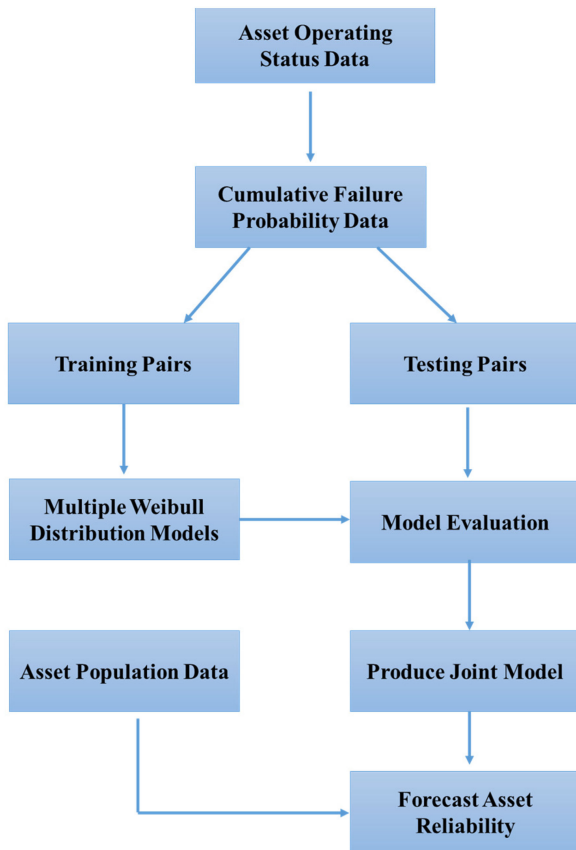 Asset Operating
Status Data
Cumulative Failure
Probability Data
Training Pairs
Testing Pairs
Multiple Weibull
Distribution Models
Model Evaluation
Asset Population Data
Produce Joint Model
Forecast Asset
Reliability